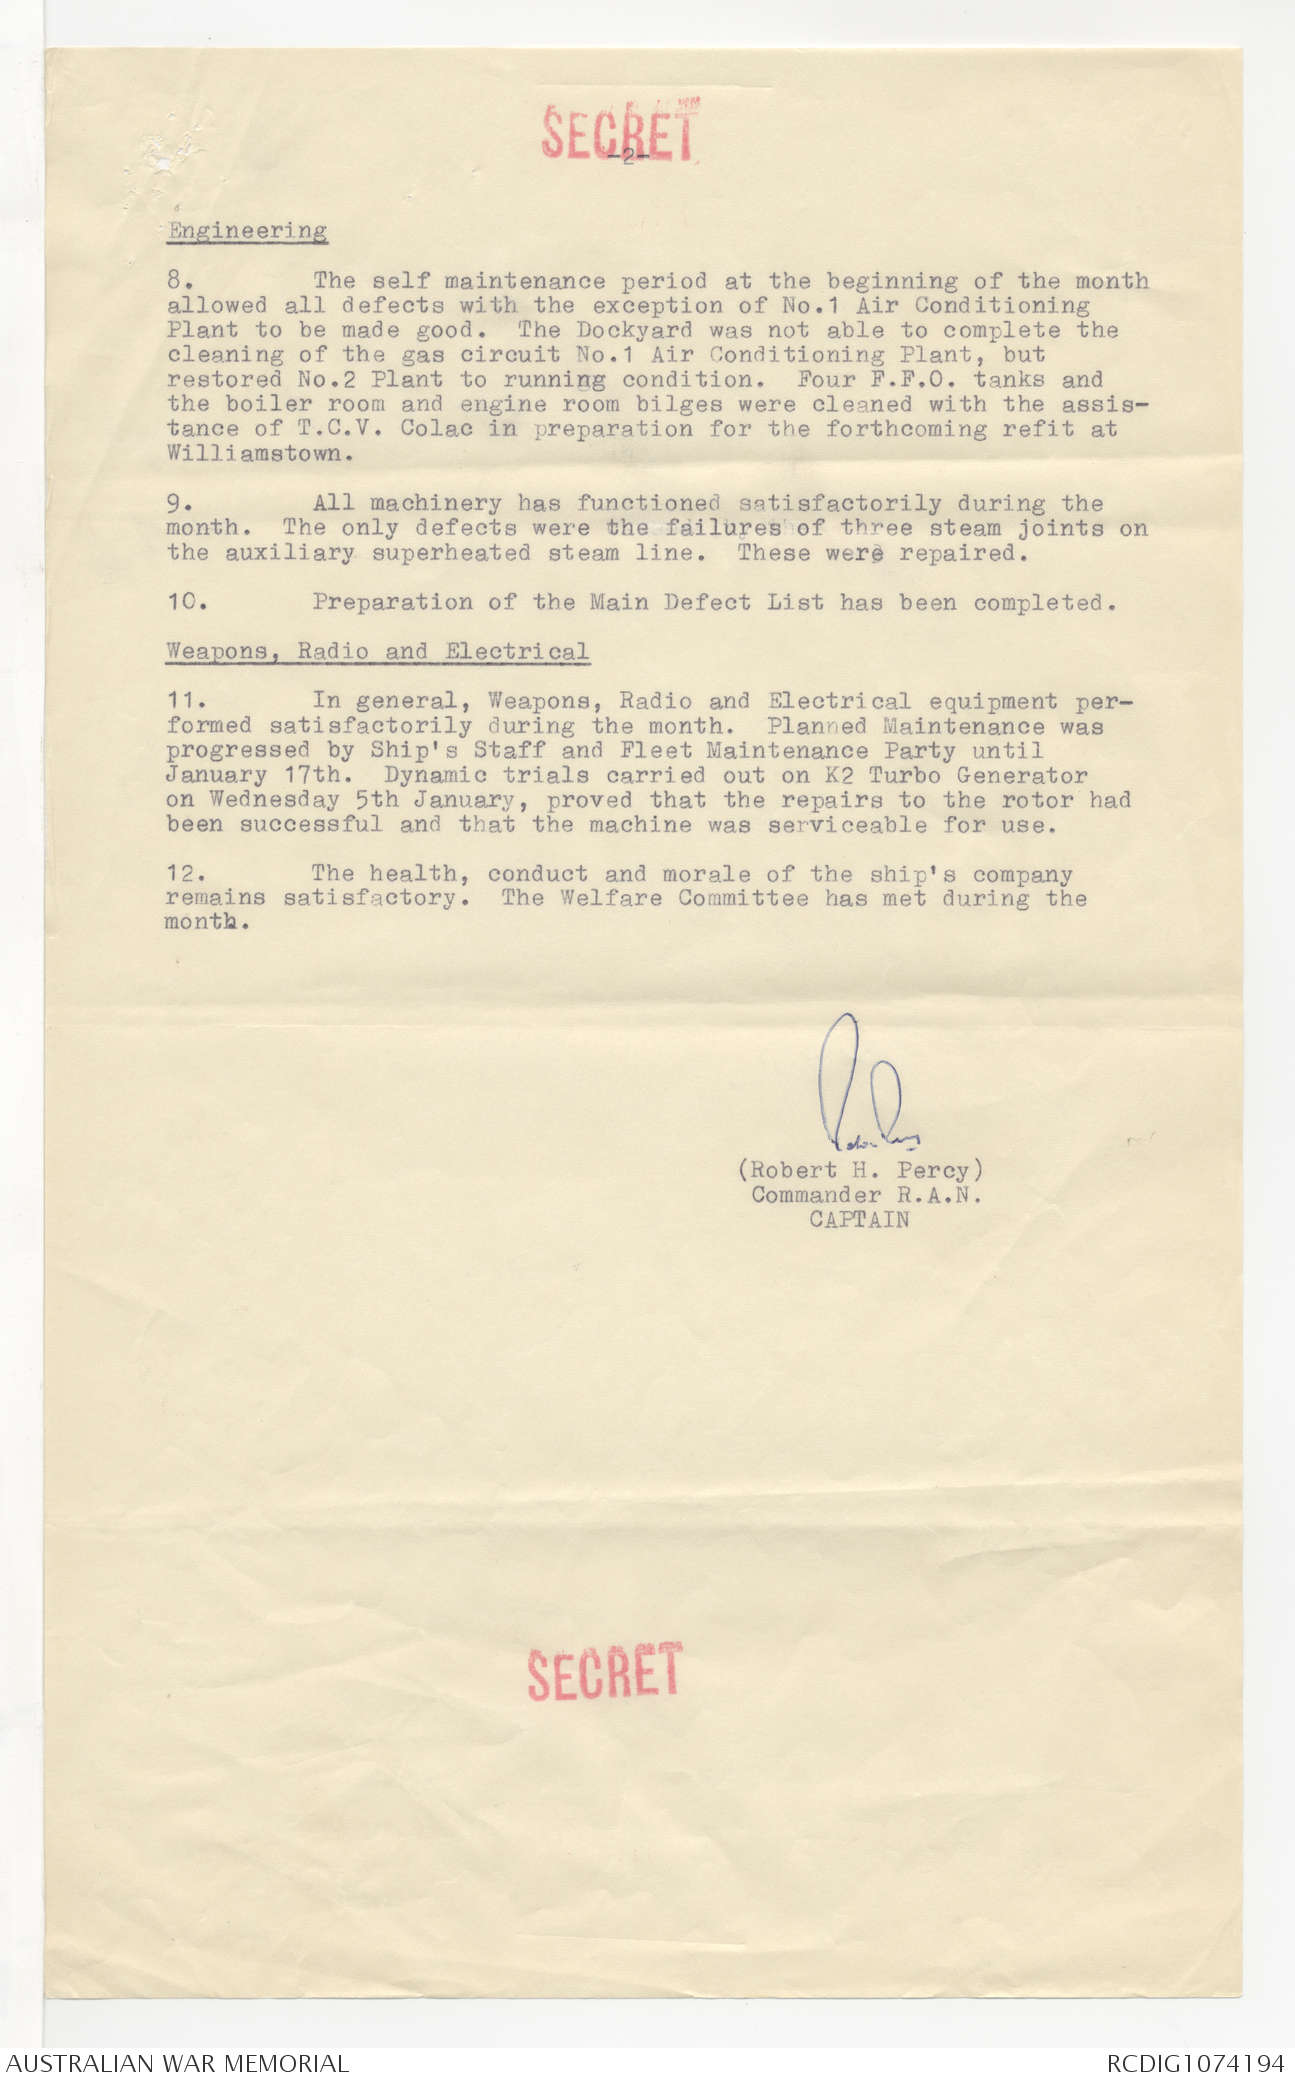 SECRET
-2-
Engineering
8. The self maintenance period at the beginning of the month
allowed all defects with the exception of No.1 Air Conditioning
Plant to be made good. The Dockyard was not able to complete the
cleaning of the gas circuit No.1 Air Conditioning Plant, but
restored No.2 Plant to running condition. Four F.F.O. tanks and
the boiler room and engine room bilges were cleaned with the assis-
tance of T.C.V. Colac in preparation for the forthcoming refit at
Williamstown.
9. All machinery has functioned satisfactorily during the
month. The only defects were the failures of three steam joints on
the auxiliary superheated steam line. These were repaired.
10. Preparation of the Main Defect List has been completed.
Weapons, Radio and Electrical
11. In general, Weapons, Radio and Electrical equipment per-
formed satisfactorily during the month. Planned Maintenance was
progressed by Ship's Staff and Fleet Maintenance Party until
January 17th. Dynamic trials carried out on K2 Turbo Generator
on Wednesday 5th January, proved that the repairs to the rotor had
been successful and that the machine was serviceable for use.
12. The health, conduct and morale of the ship's company
remains satisfactory. The Welfare Committee has met during the
month.
(Robert H. Percy)
Commander R.A.N.
CAPTAIN
SECRET
AUSTRALIAN WAR MEMORIAL
RCDIG1074194